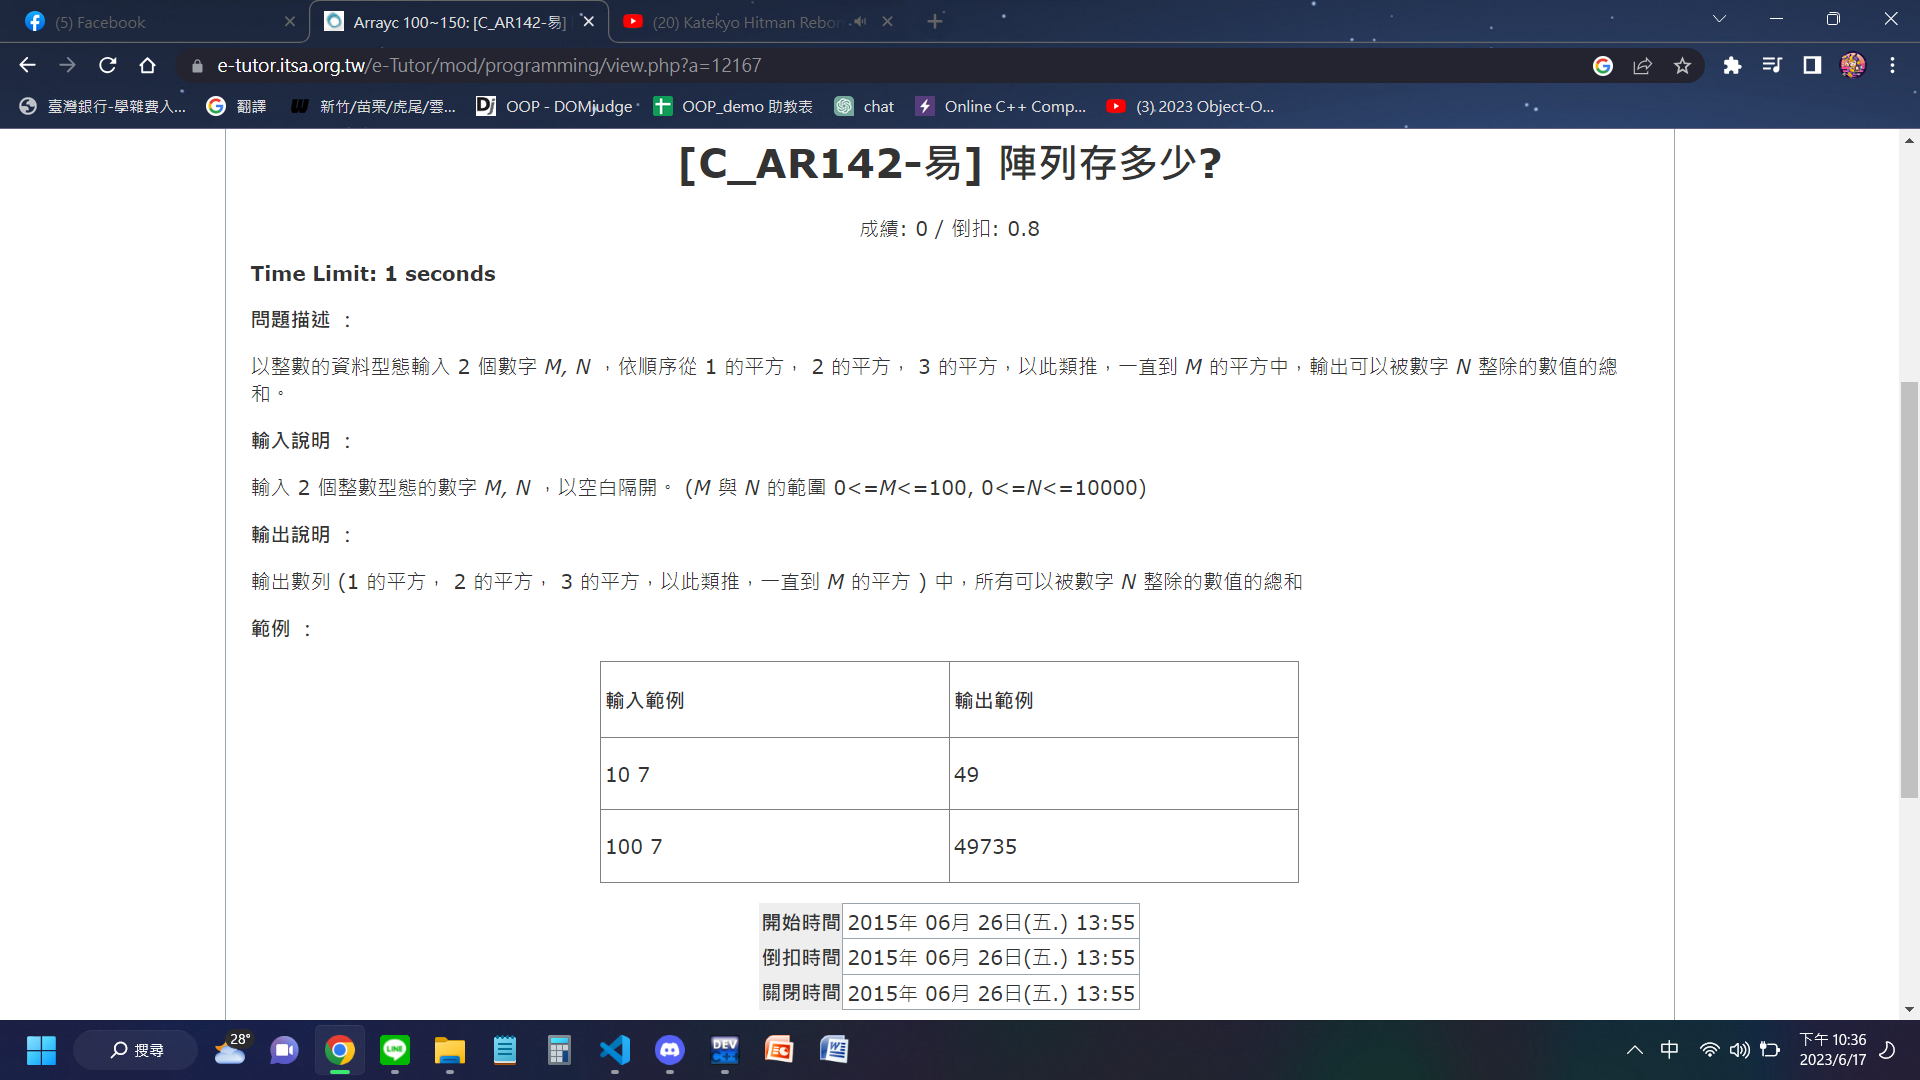 (5) Facebook
Arrayc 100~150: [C_AR142-易]
(20) Katekyo Hitman Rebor
e-tutor.itsa.org.tw/e-Tutor/mod/programming/view.php?a=12167
臺灣銀行-學雜費入... 翻譯 新竹/苗栗/虎尾/雲... OOP - DOMjudge OOP_demo 助教表 chat Online C++ Comp... (3) 2023 Object-O...
[C_AR142-易] 陣列存多少?
成績: 0 / 倒扣: 0.8
Time Limit: 1 seconds
問題描述 ：
以整數的資料型態輸入 2 個數字 M, N ，依順序從 1 的平方， 2 的平方， 3 的平方，以此類推，一直到 M 的平方中，輸出可以被數字 N 整除的數值的總
和。
輸入說明 ：
輸入 2 個整數型態的數字 M, N ，以空白隔開。 (M 與 N 的範圍 0<=M<=100, 0<=N<=10000)
輸出說明 ：
輸出數列 (1 的平方， 2 的平方， 3 的平方，以此類推，一直到 M 的平方 ) 中，所有可以被數字 N 整除的數值的總和
範例 ：
輸入範例 輸出範例
10 7 49
100 7 49735
開始時間 2015年 06月 26日(五.) 13:55
倒扣時間 2015年 06月 26日(五.) 13:55
關閉時間 2015年 06月 26日(五.) 13:55
搜尋
28°
LINE
DEV
C++
中
下午 10:36
2023/6/17